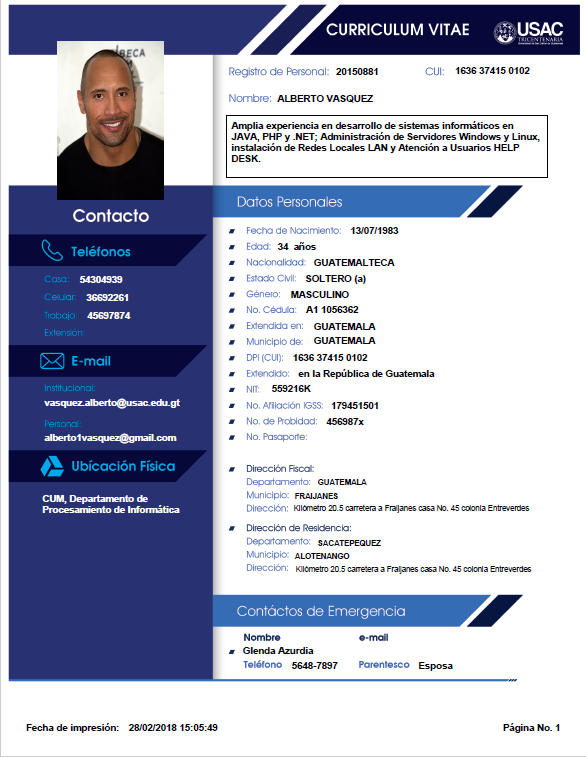 CURRICULUM VITAE
USAC
TRICENTENARIA
Universidad de San Carlos de Guatemala
BECA
Registro de Personal: 20150881 CUI: 1636 37415 0102
Nombre: ALBERTO VASQUEZ
Amplia experiencia en desarrollo de sistemas informáticos en
JAVA, PHP y .NET; Administración de Servidores Windows y Linux,
instalación de Redes Locales LAN y Atención a Usuarios HELP
DESK.
Contacto
Teléfonos
Casa: 54304939
Celular: 36692261
Trabajo: 45697874
Extensión:
E-mail
Institucional:
vasquez.alberto@usac.edu.gt
Personal:
alberto1vasquez@gmail.com
Ubícación Física
CUM, Departamento de
Procesamiento de Informática
Datos Personales
Fecha de Nacimiento: 13/07/1983
Edad: 34 años
Nacionalidad: GUATEMALTECA
Estado Civil: SOLTERO (a)
Género: MASCULINO
No. Cédula: A1 1056362
Extendida en: GUATEMALA
Municipio de: GUATEMALA
DPI (CUI): 1636 37415 0102
Extendido: en la República de Guatemala
NIT: 559216K
No. Afiliación IGSS: 179451501
No. de Probidad: 456987x
No. Pasaporte:
Dirección Fiscal:
Departamento: GUATEMALA
Municipio: FRAIJANES
Dirección: Kilómetro 20.5 carretera a Fraijanes casa No. 45 colonia Entreverdes
Dirección de Residencia:
Departamento: SACATEPEQUEZ
Municipio: ALOTENANGO
Dirección: Kilómetro 20.5 carretera a Fraijanes casa No. 45 colonia Entreverdes
Contáctos de Emergencia
Nombre e-mail
Glenda Azurdia
Teléfono 5648-7897 Parentesco Esposa
Fecha de impresión: 28/02/2018 15:05:49 Página No. 1